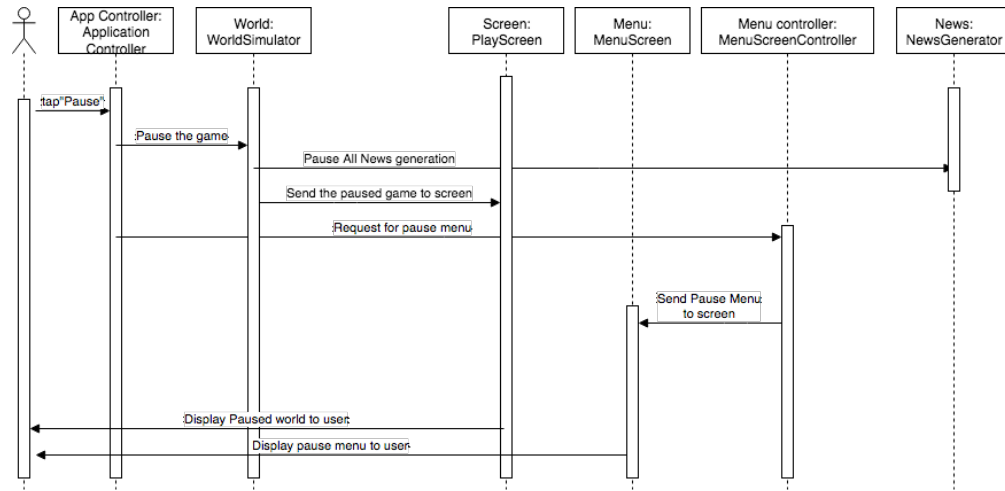 App Controller:
Application
Controller
World:
WorldSimulator
Screen:
PlayScreen
Menu:
MenuScreen
Menu controller:
MenuScreenController
News:
NewsGenerator
tap"Pause"
Pause the game
Pause All News generation
Send the paused game to screen
Request for pause menu
Send Pause Menu
to screen
Display Paused world to user
Display pause menu to user